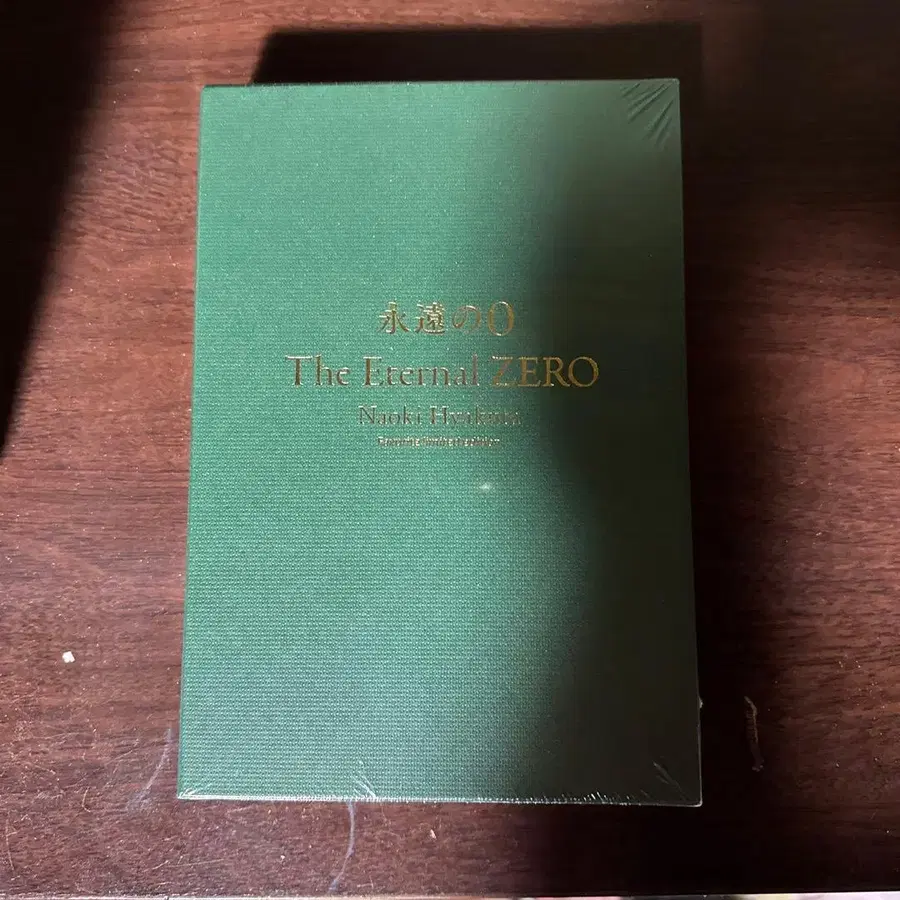 永遠の0
The Eternal ZERO
Naoki Hyakuta